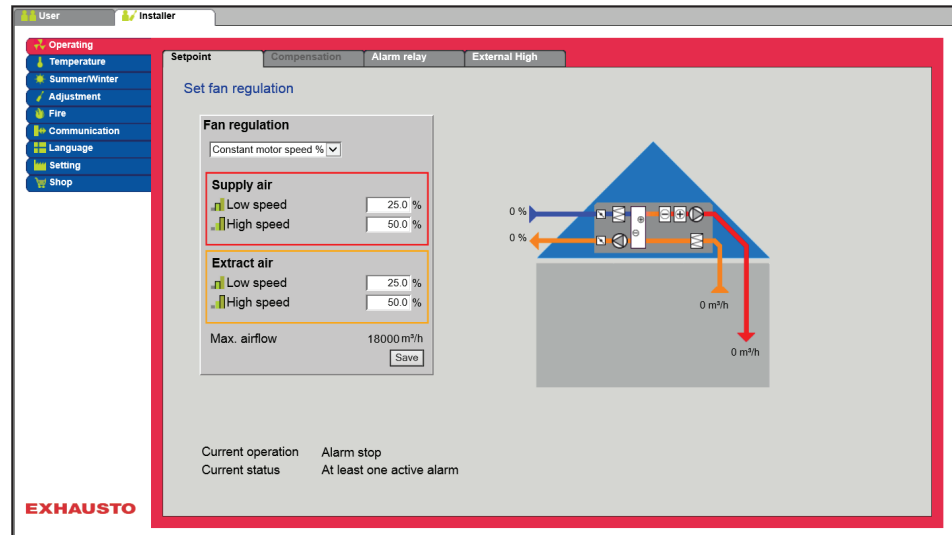 User
Installer
Operating
Temperature
Summer/Winter
Adjustment
Fire
Communication
Language
Setting
Shop
Setpoint
Compensation
Alarm relay
External High
Set fan regulation
Fan regulation
Constant motor speed %
Supply air
Low speed 25.0 %
High speed 50.0 %
Extract air
Low speed 25.0 %
High speed 50.0 %
Max. airflow 18000 m³/h
Save
0 %
0 %
0 m³/h
0 m³/h
Current operation Alarm stop
Current status At least one active alarm
EXHAUSTO